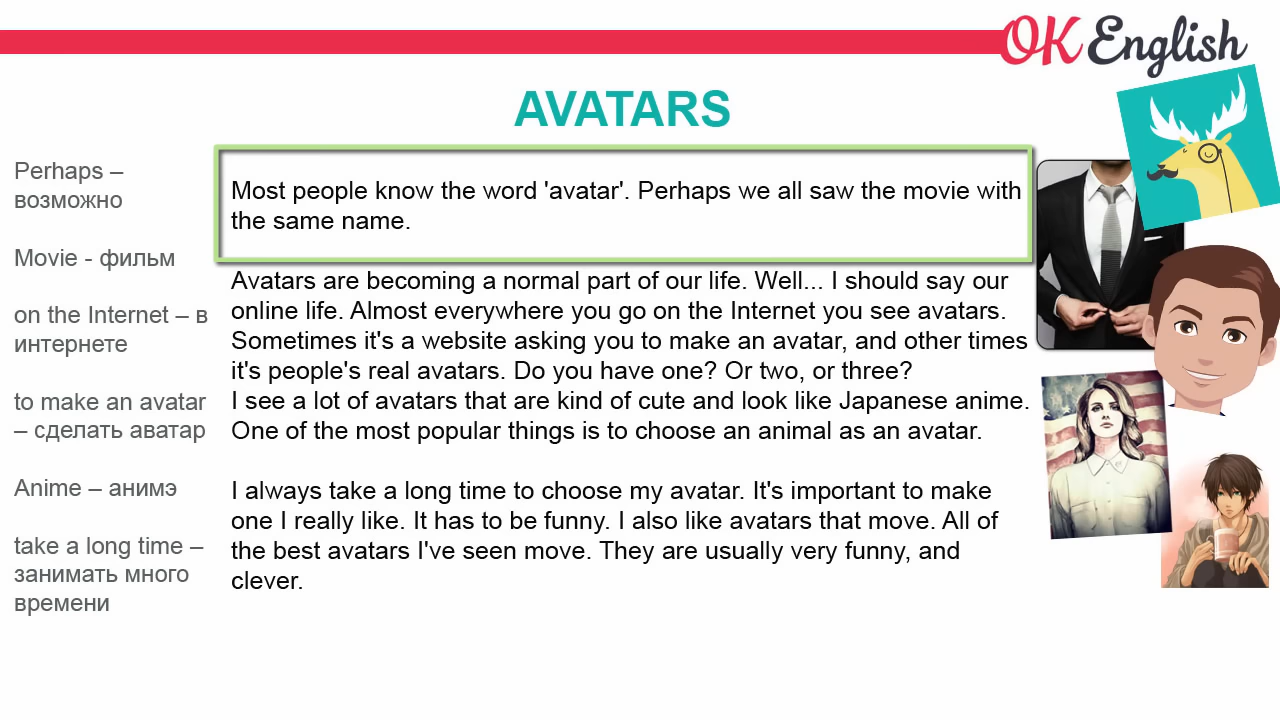 OK English
AVATARS
Perhaps –
возможно
Movie - фильм
on the Internet – в
интернете
to make an avatar
– сделать аватар
Anime – анимэ
take a long time –
занимать много
времени
Most people know the word 'avatar'. Perhaps we all saw the movie with
the same name.
Avatars are becoming a normal part of our life. Well... I should say our
online life. Almost everywhere you go on the Internet you see avatars.
Sometimes it's a website asking you to make an avatar, and other times
it's people's real avatars. Do you have one? Or two, or three?
I see a lot of avatars that are kind of cute and look like Japanese anime.
One of the most popular things is to choose an animal as an avatar.
I always take a long time to choose my avatar. It's important to make
one I really like. It has to be funny. I also like avatars that move. All of
the best avatars I've seen move. They are usually very funny, and
clever.